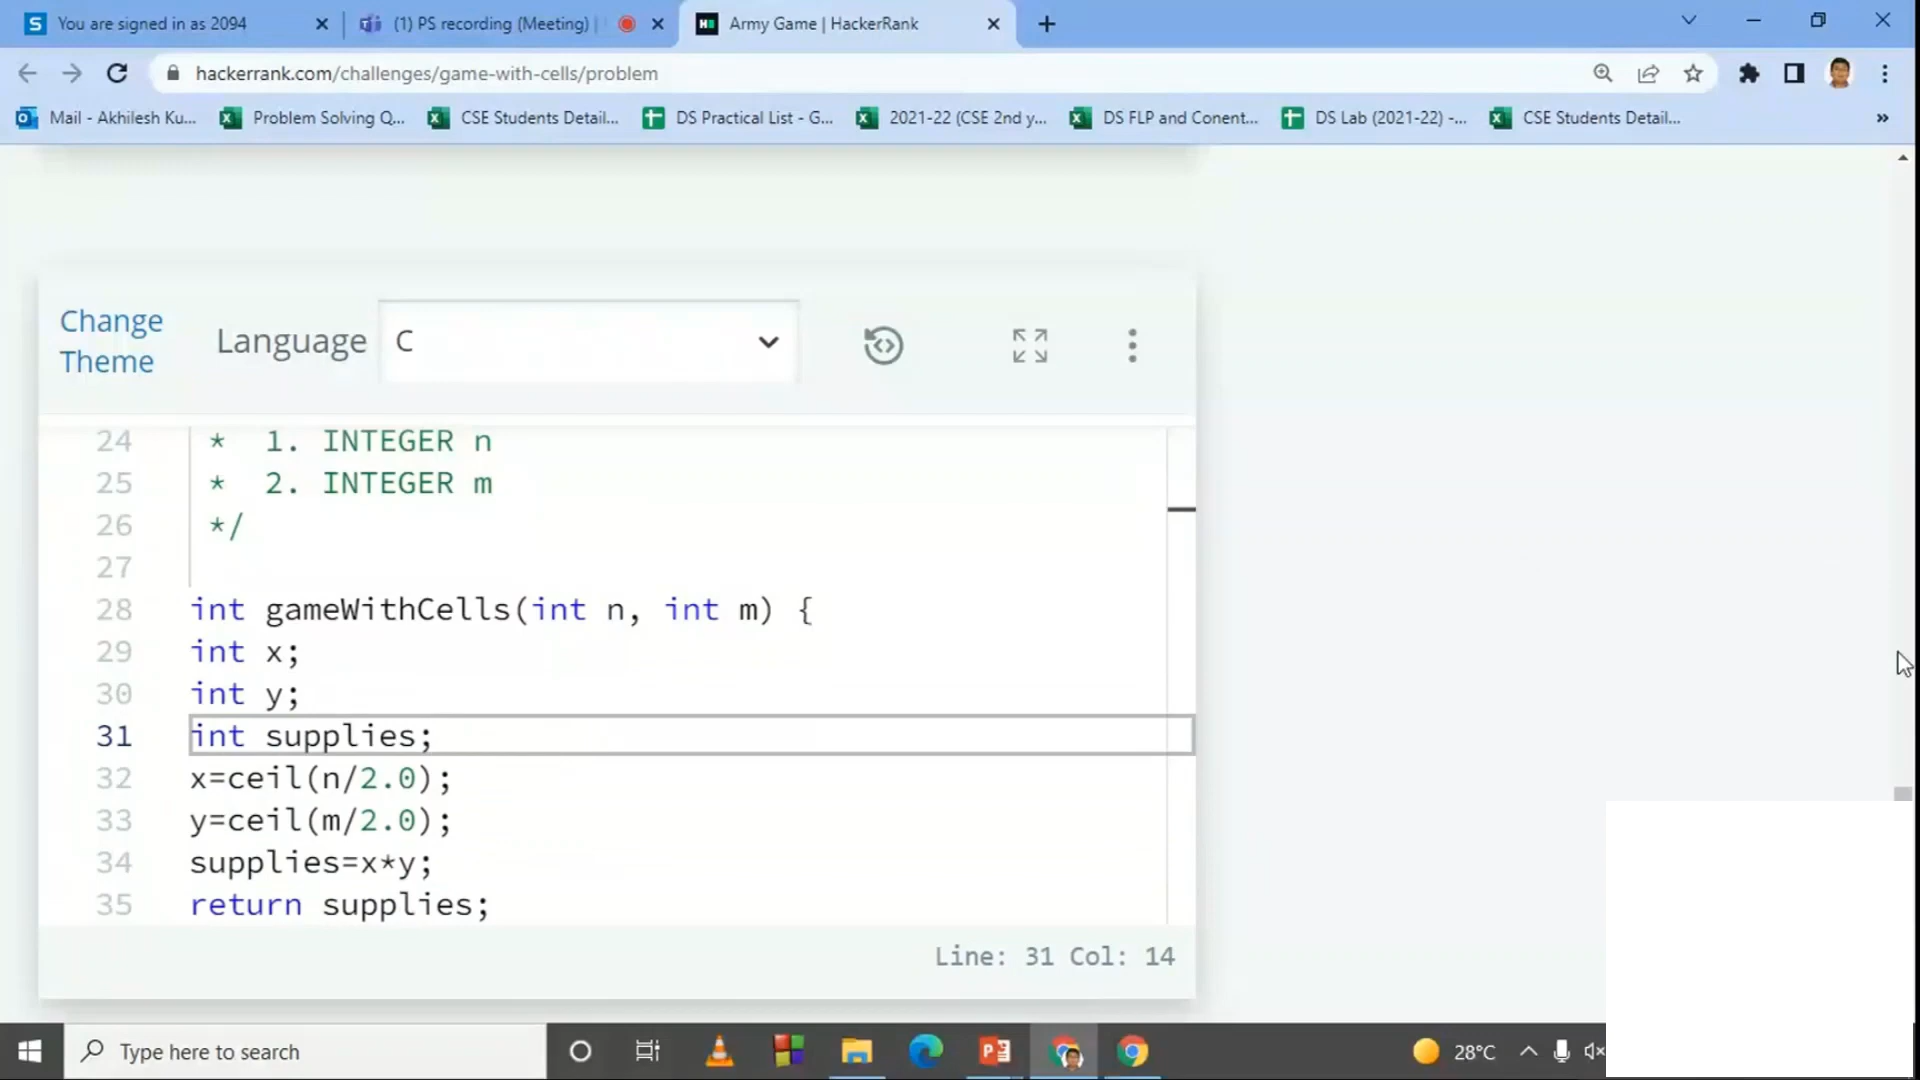 You are signed in as 2094
(1) PS recording (Meeting) |
Army Game | HackerRank
hackerrank.com/challenges/game-with-cells/problem
Mail - Akhilesh Ku...
Problem Solving Q...
CSE Students Detail...
DS Practical List - G...
2021-22 (CSE 2nd y...
DS FLP and Conent...
DS Lab (2021-22) -...
CSE Students Detail...
»
Change
Theme
Language
C
24 * 1. INTEGER n
25 * 2. INTEGER m
26 */
27
28 int gameWithCells(int n, int m) {
29 int x;
30 int y;
31 int supplies;
32 x=ceil(n/2.0);
33 y=ceil(m/2.0);
34 supplies=x*y;
35 return supplies;
Line: 31 Col: 14
Type here to search
28°C